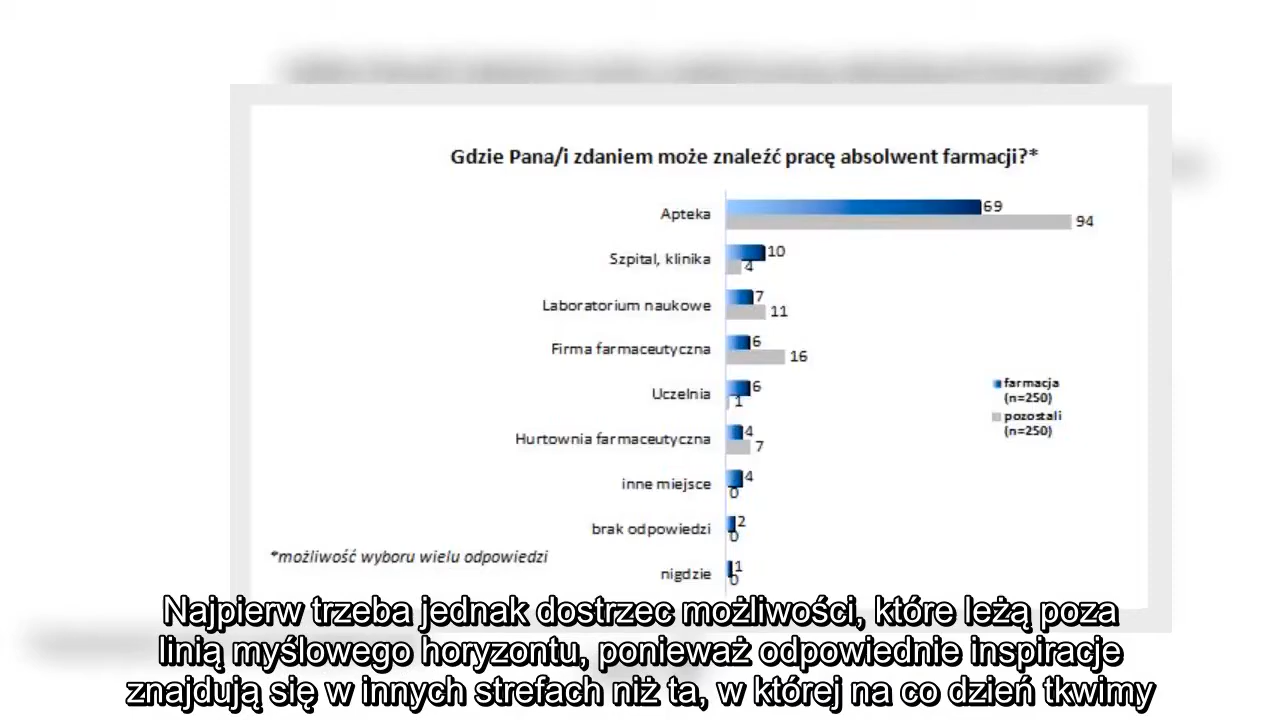 Gdzie Pana/i zdaniem może znaleźć pracę absolwent farmacji?*
Apteka 69 94
Szpital, klinika 10 4
Laboratorium naukowe 7 11
Firma farmaceutyczna 6 16
Uczelnia 6 1
Hurtownia farmaceutyczna 4 7
inne miejsce 4 0
brak odpowiedzi 2 0
nigdzie 1 0
farmacja
(n=250)
pozostali
(n=250)
*możliwość wyboru wielu odpowiedzi
Najpierw trzeba jednak dostrzec możliwości, które leżą poza
linią myślowego horyzontu, ponieważ odpowiednie inspiracje
znajdują się w innych strefach niż ta, w której na co dzień tkwimy